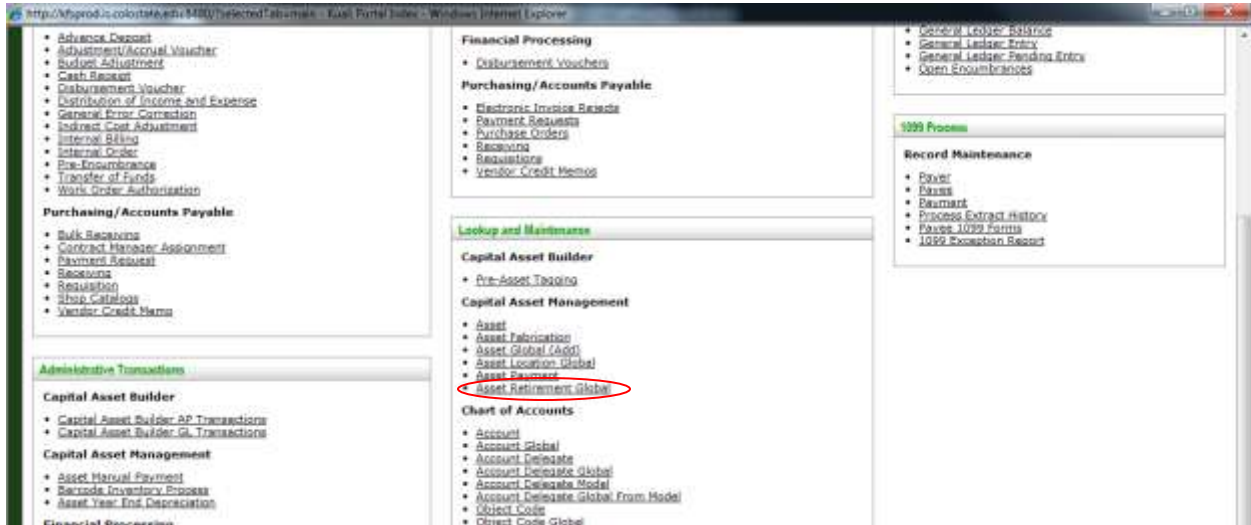 http://kfsprod.is.colostate.edu:8480/?selectedTab=main - Kuali Portal Index - Windows Internet Explorer
• Advance Deposit
• Adjustment/Accrual Voucher
• Budget Adjustment
• Cash Receipt
• Disbursement Voucher
• Distribution of Income and Expense
• General Error Correction
• Indirect Cost Adjustment
• Internal Billing
• Internal Order
• Pre-Encumbrance
• Transfer of Funds
• Work Order Authorization
Purchasing/Accounts Payable
• Bulk Receiving
• Contract Manager Assignment
• Payment Request
• Receiving
• Requisition
• Shop Catalogs
• Vendor Credit Memo
Administrative Transactions
Capital Asset Builder
• Capital Asset Builder AP Transactions
• Capital Asset Builder GL Transactions
Capital Asset Management
• Asset Manual Payment
• Barcode Inventory Process
• Asset Year End Depreciation
Financial Processing
Financial Processing
• Disbursement Vouchers
Purchasing/Accounts Payable
• Electronic Invoice Rejects
• Payment Requests
• Purchase Orders
• Receiving
• Requisitions
• Vendor Credit Memos
Lookup and Maintenance
Capital Asset Builder
• Pre-Asset Tagging
Capital Asset Management
• Asset
• Asset Fabrication
• Asset Global (Add)
• Asset Location Global
• Asset Payment
• Asset Retirement Global
Chart of Accounts
• Account
• Account Global
• Account Delegate
• Account Delegate Global
• Account Delegate Model
• Account Delegate Global From Model
• Object Code
• Object Code Global
• General Ledger Balance
• General Ledger Entry
• General Ledger Pending Entry
• Open Encumbrances
1099 Process
Record Maintenance
• Payer
• Payee
• Payment
• Process Extract History
• Payee 1099 Forms
• 1099 Exception Report